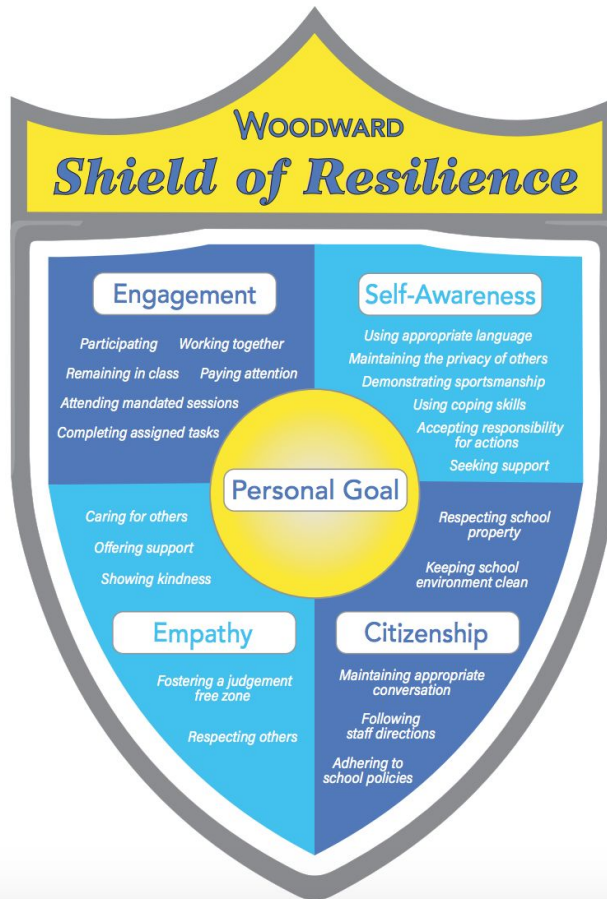 WOODWARD
Shield of Resilience
Engagement
Participating Working together
Remaining in class Paying attention
Attending mandated sessions
Completing assigned tasks
Self-Awareness
Using appropriate language
Maintaining the privacy of others
Demonstrating sportsmanship
Using coping skills
Accepting responsibility
for actions
Seeking support
Personal Goal
Caring for others
Offering support
Showing kindness
Empathy
Fostering a judgement
free zone
Respecting others
Respecting school
property
Keeping school
environment clean
Citizenship
Maintaining appropriate
conversation
Following
staff directions
Adhering to
school policies